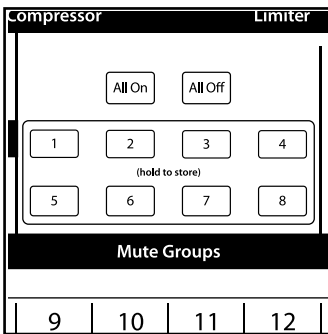 Compressor Limiter
All On All Off
1 2 3 4
(hold to store)
5 6 7 8
Mute Groups
9 10 11 12